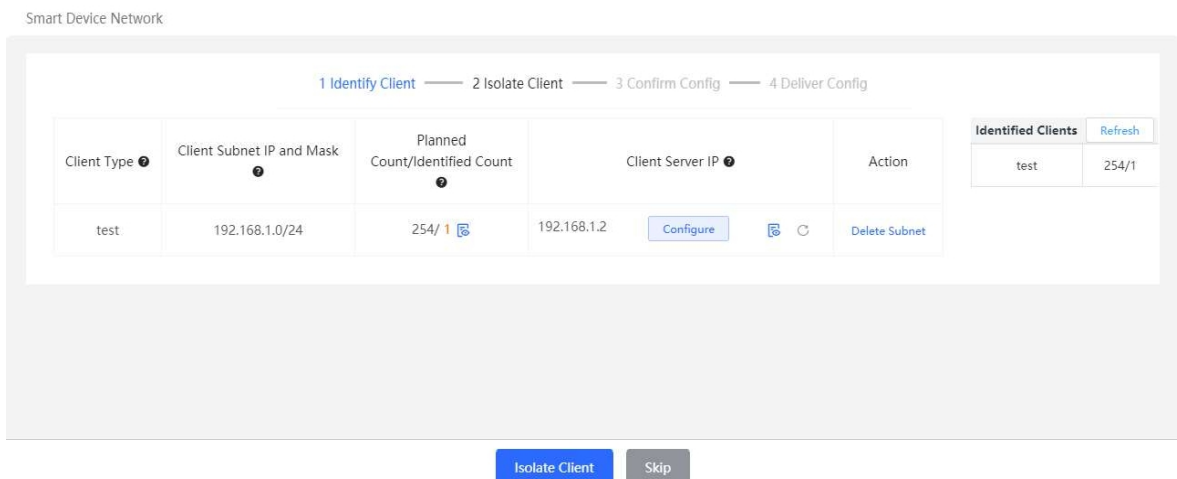 Smart Device Network
1 Identify Client 2 Isolate Client 3 Confirm Config 4 Deliver Config
Client Type
Client Subnet IP and Mask
Planned
Count/Identified Count
Client Server IP
Action
test
192.168.1.0/24
254/ 1
192.168.1.2
Configure
Delete Subnet
Identified Clients
Refresh
test
254/1
Isolate Client
Skip